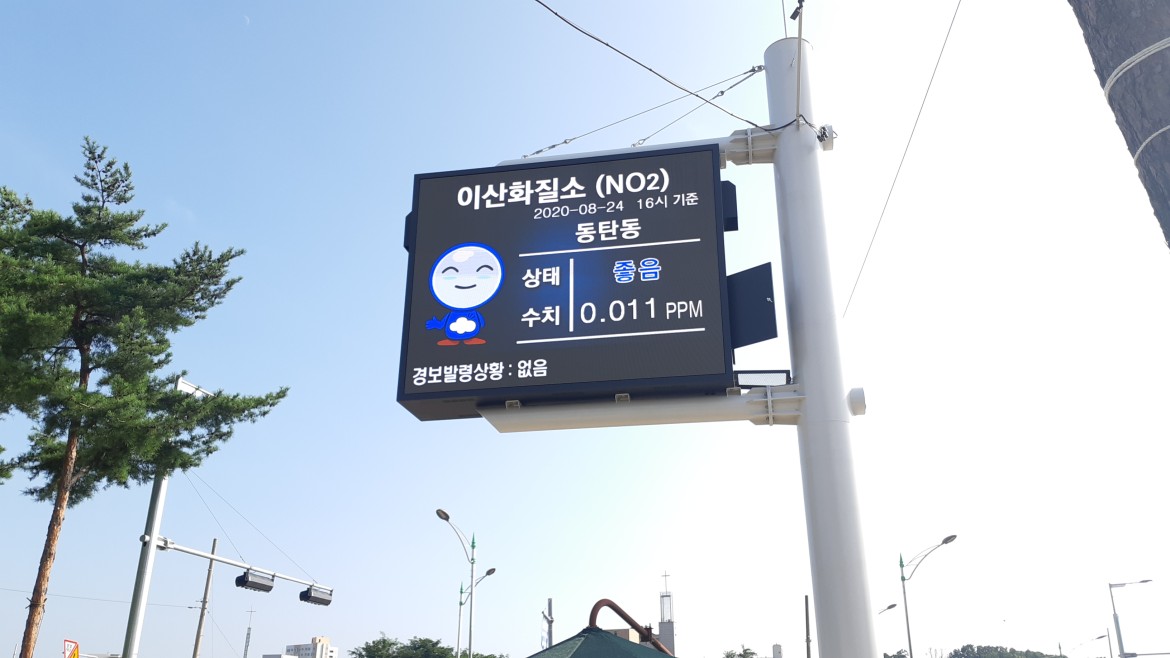 이산화질소 (NO2)
2020-08-24 16시 기준
동탄동
상태 좋음
수치 0.011 PPM
경보발령상황 : 없음